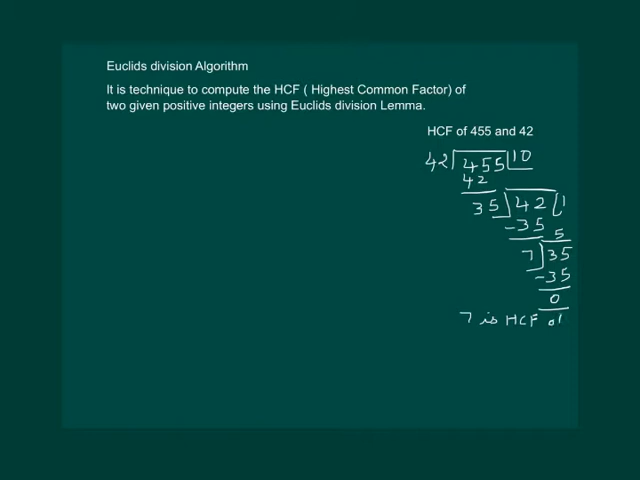 Euclids division Algorithm
It is technique to compute the HCF ( Highest Common Factor) of
two given positive integers using Euclids division Lemma.
HCF of 455 and 42
42 455 10
42
35 42 1
-35
5
7 35
-35
0
7 is HCF of